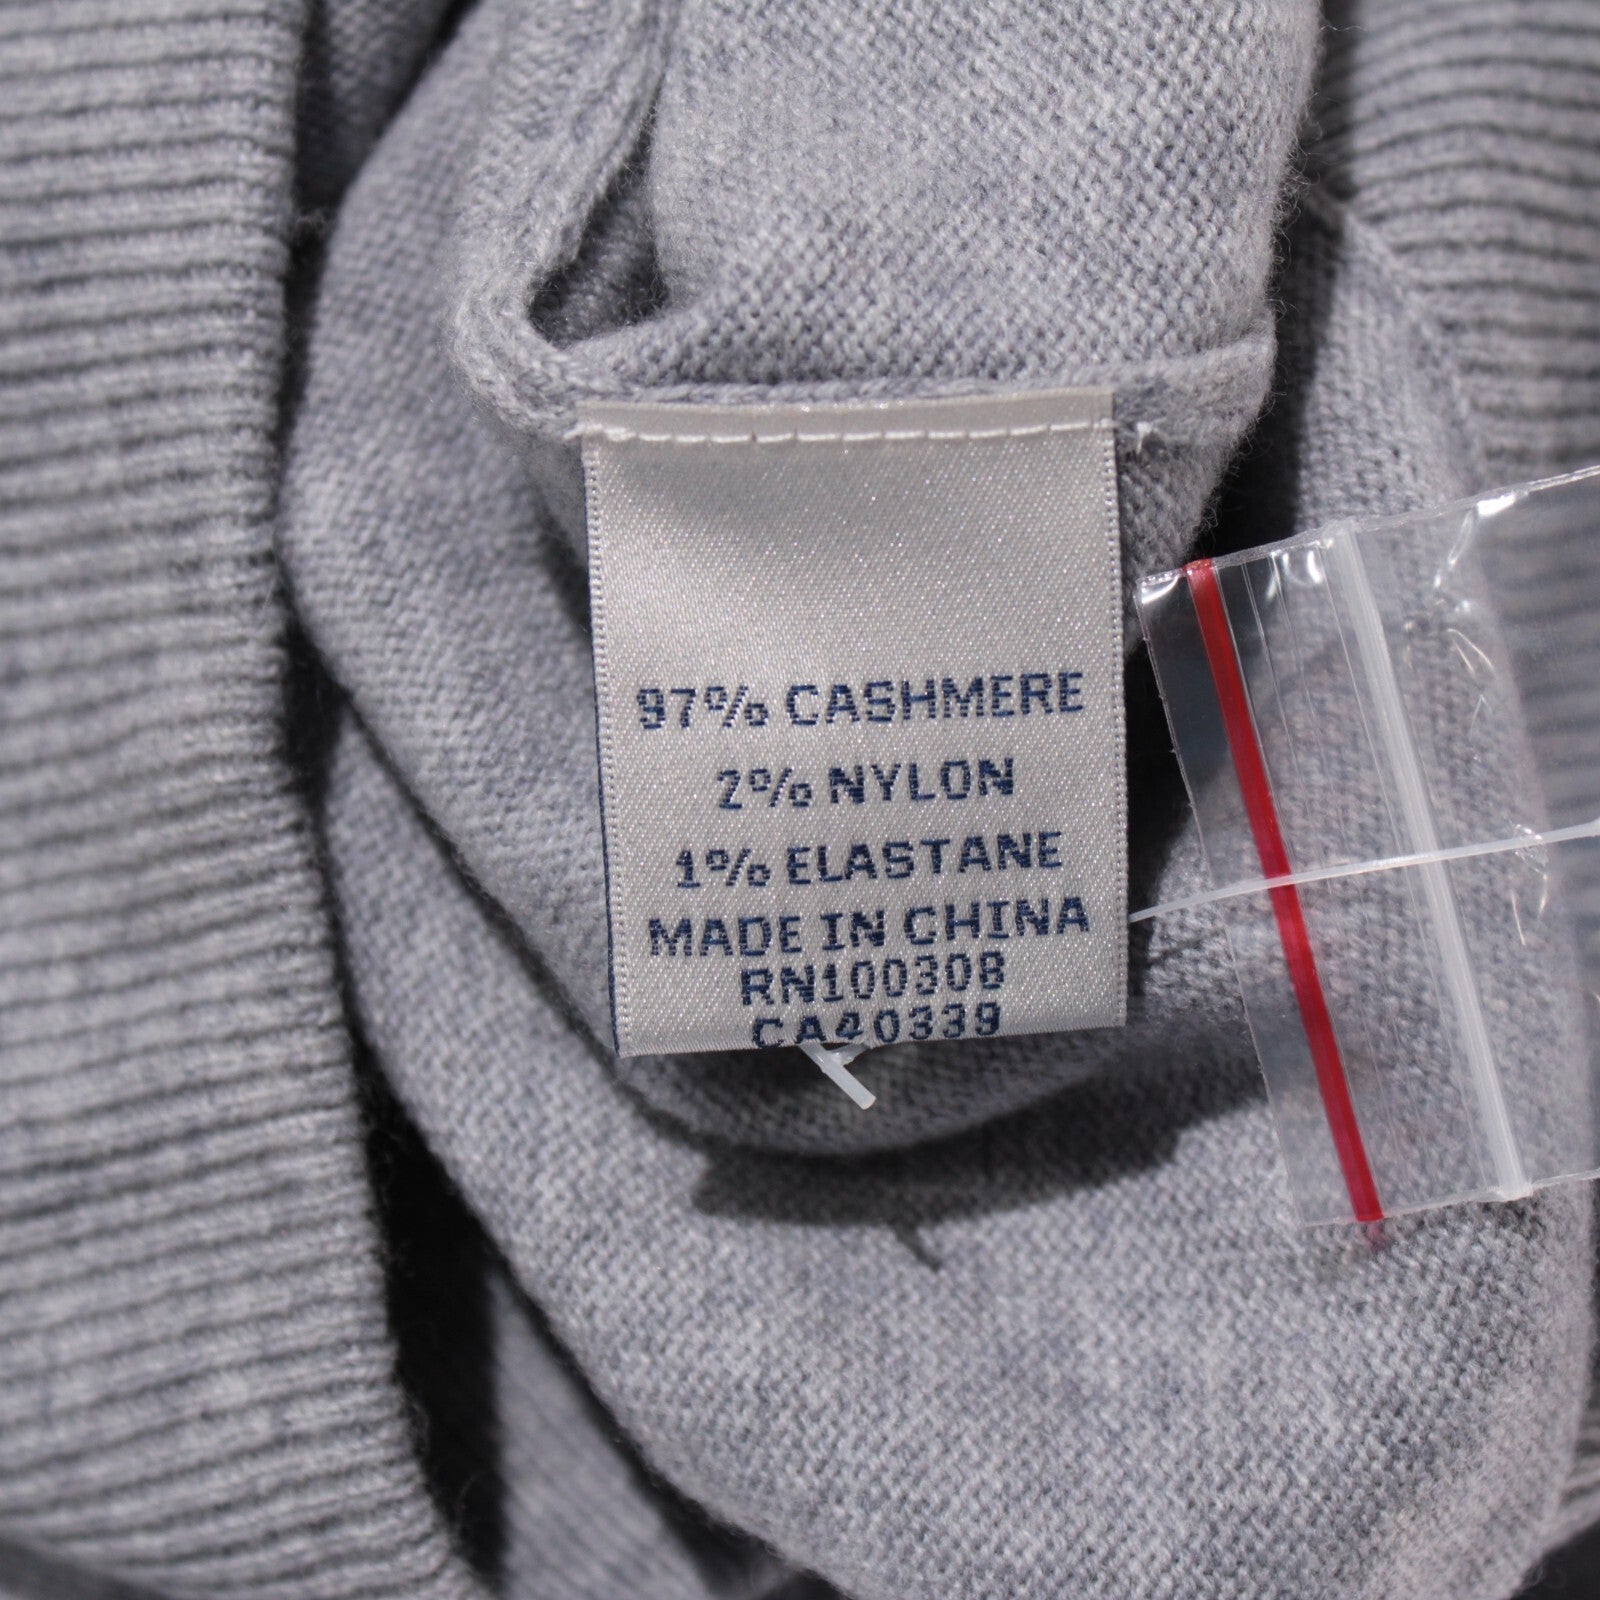 97% CASHMERE
2% NYLON
1% ELASTANE
MADE IN CHINA
RN100308
CA40339